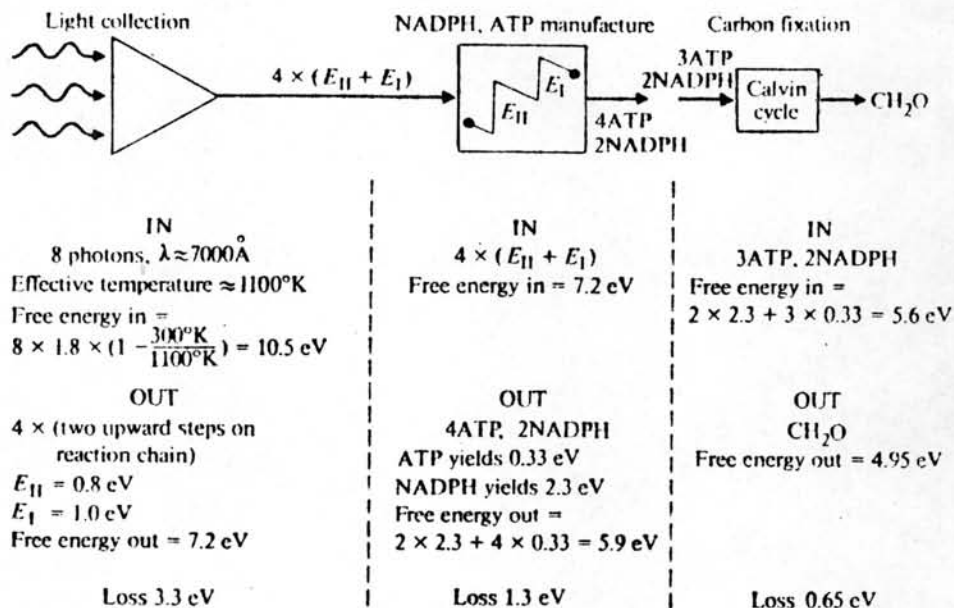 Light collection
NADPH, ATP manufacture
Carbon fixation
4 × (E_II + E_I)
E_II
E_I
4ATP
2NADPH
3ATP
2NADPH
Calvin
cycle
CH₂O
IN
8 photons, λ≈7000Å
Effective temperature ≈ 1100°K
Free energy in =
8 × 1.8 × (1 - 300°K/1100°K) = 10.5 eV
OUT
4 × (two upward steps on
reaction chain)
E_II = 0.8 eV
E_I = 1.0 eV
Free energy out = 7.2 eV
Loss 3.3 eV
IN
4 × (E_II + E_I)
Free energy in = 7.2 eV
OUT
4ATP, 2NADPH
ATP yields 0.33 eV
NADPH yields 2.3 eV
Free energy out =
2 × 2.3 + 4 × 0.33 = 5.9 eV
Loss 1.3 eV
IN
3ATP, 2NADPH
Free energy in =
2 × 2.3 + 3 × 0.33 = 5.6 eV
OUT
CH₂O
Free energy out = 4.95 eV
Loss 0.65 eV